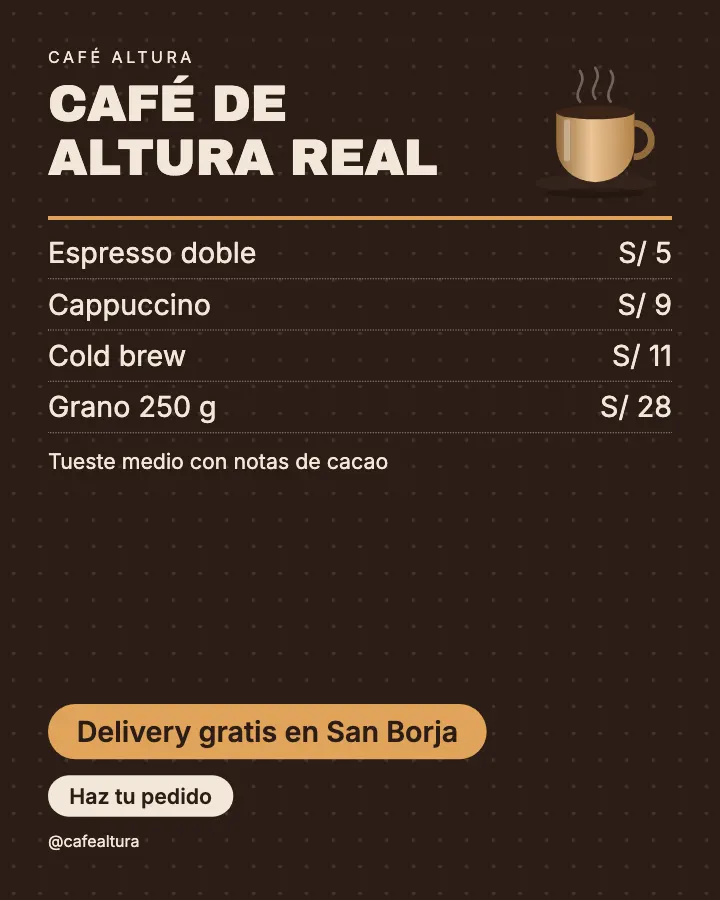 CAFÉ ALTURA
CAFÉ DE
ALTURA REAL
Espresso doble S/ 5
Cappuccino S/ 9
Cold brew S/ 11
Grano 250 g S/ 28
Tueste medio con notas de cacao
Delivery gratis en San Borja
Haz tu pedido
@cafealtura